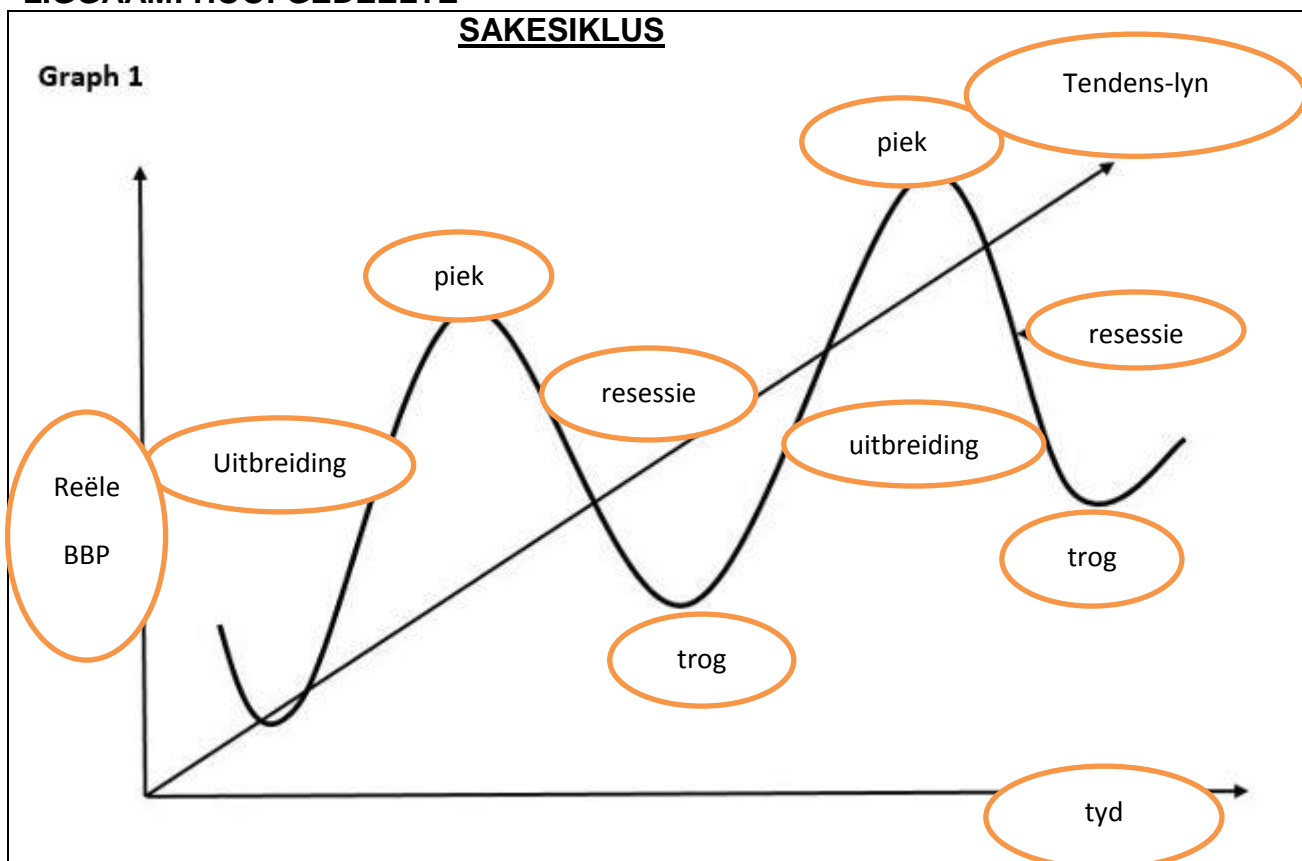 SAKESIKLUS
Graph 1
Tendens-lyn
piek
piek
resessie
resessie
Uitbreiding
uitbreiding
Reële
BBP
trog
trog
tyd